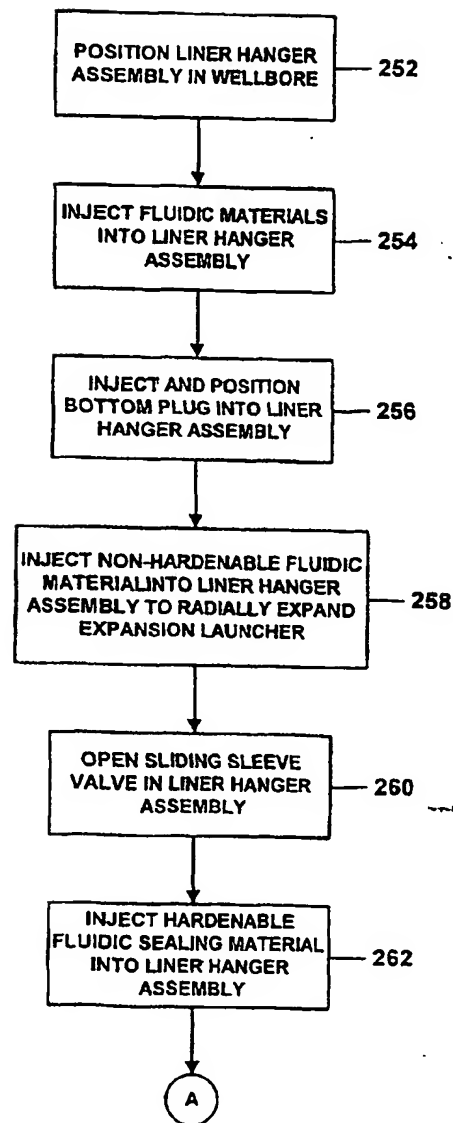 POSITION LINER HANGER
ASSEMBLY IN WELLBORE
252
INJECT FLUIDIC MATERIALS
INTO LINER HANGER
ASSEMBLY
254
INJECT AND POSITION
BOTTOM PLUG INTO LINER
HANGER ASSEMBLY
256
INJECT NON-HARDENABLE FLUIDIC
MATERIALINTO LINER HANGER
ASSEMBLY TO RADIALLY EXPAND
EXPANSION LAUNCHER
258
OPEN SLIDING SLEEVE
VALVE IN LINER HANGER
ASSEMBLY
260
INJECT HARDENABLE
FLUIDIC SEALING MATERIAL
INTO LINER HANGER
ASSEMBLY
262
A